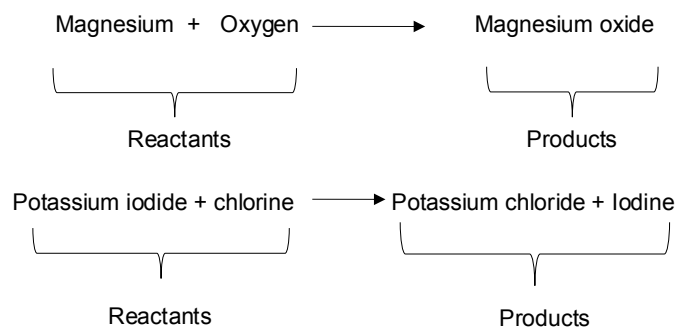 Magnesium + Oxygen Magnesium oxide
Reactants Products
Potassium iodide + chlorine Potassium chloride + Iodine
Reactants Products